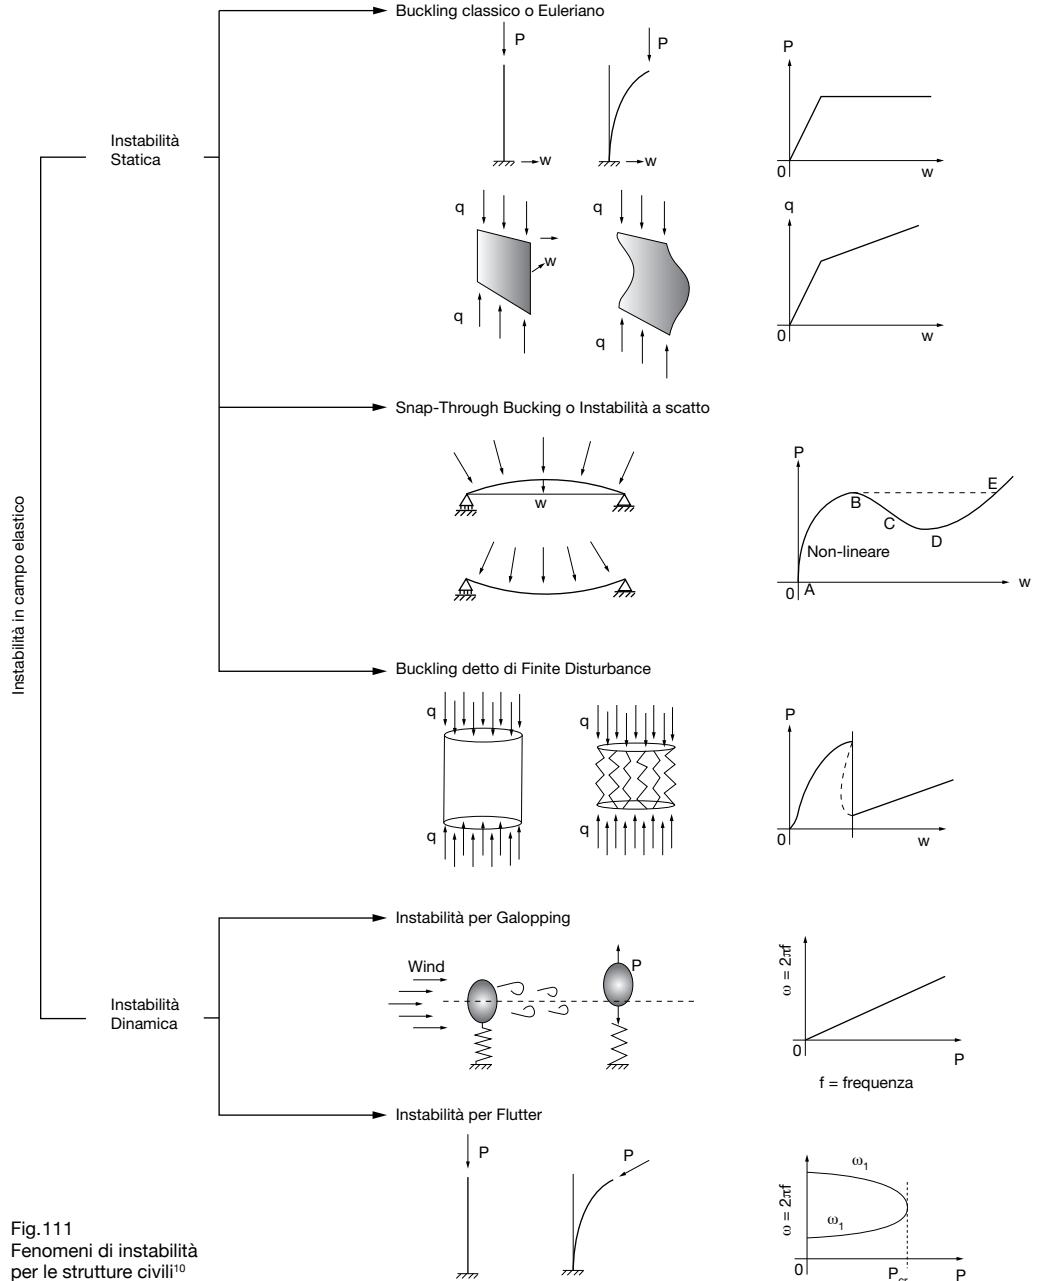 Buckling classico o Euleriano
P
P
P
w
w
0
w
Instabilità
Statica
q
q
q
w
q
q
0
w
Snap-Through Bucking o Instabilità a scatto
P
w
B
E
C
D
Non-lineare
0
A
w
Instabilità in campo elastico
Buckling detto di Finite Disturbance
q
q
P
q
q
0
w
Instabilità per Galopping
Wind
P
ω = 2πf
0
P
f = frequenza
Instabilità
Dinamica
Instabilità per Flutter
P
P
ω = 2πf
ω1
ω1
0
Pcr
P
Fig.111
Fenomeni di instabilità
per le strutture civili10